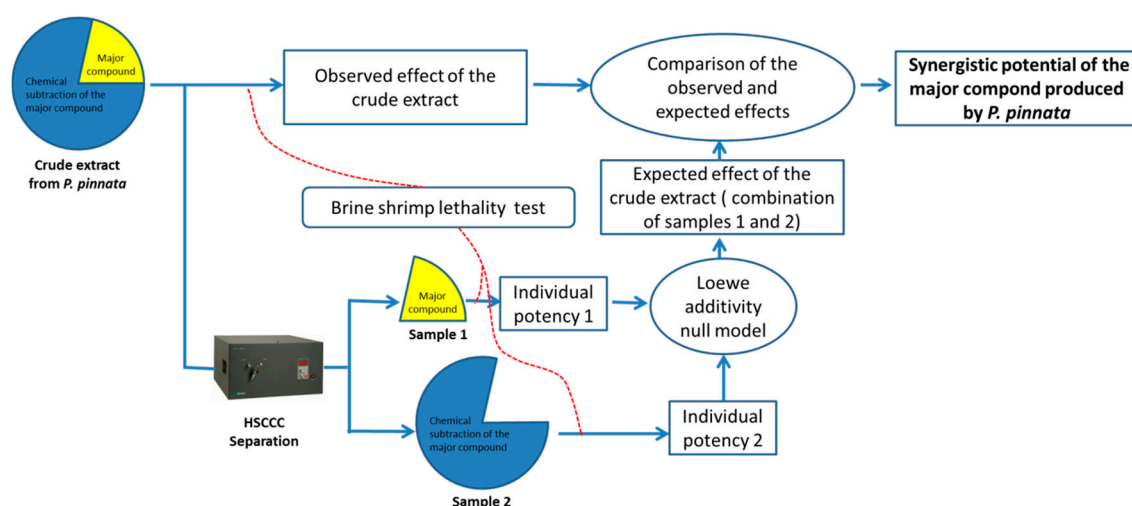 Major
compound
Chemical
subtraction of the
major compound
Crude extract
from P. pinnata
Observed effect of the
crude extract
Comparison of the
observed and
expected effects
Synergistic potential of the
major compond produced
by P. pinnata
Brine shrimp lethality test
Expected effect of the
crude extract ( combination
of samples 1 and 2)
HSCCC
Separation
Major
compound
Sample 1
Individual
potency 1
Loewe
additivity
null model
Chemical
subtraction of the
major compound
Sample 2
Individual
potency 2